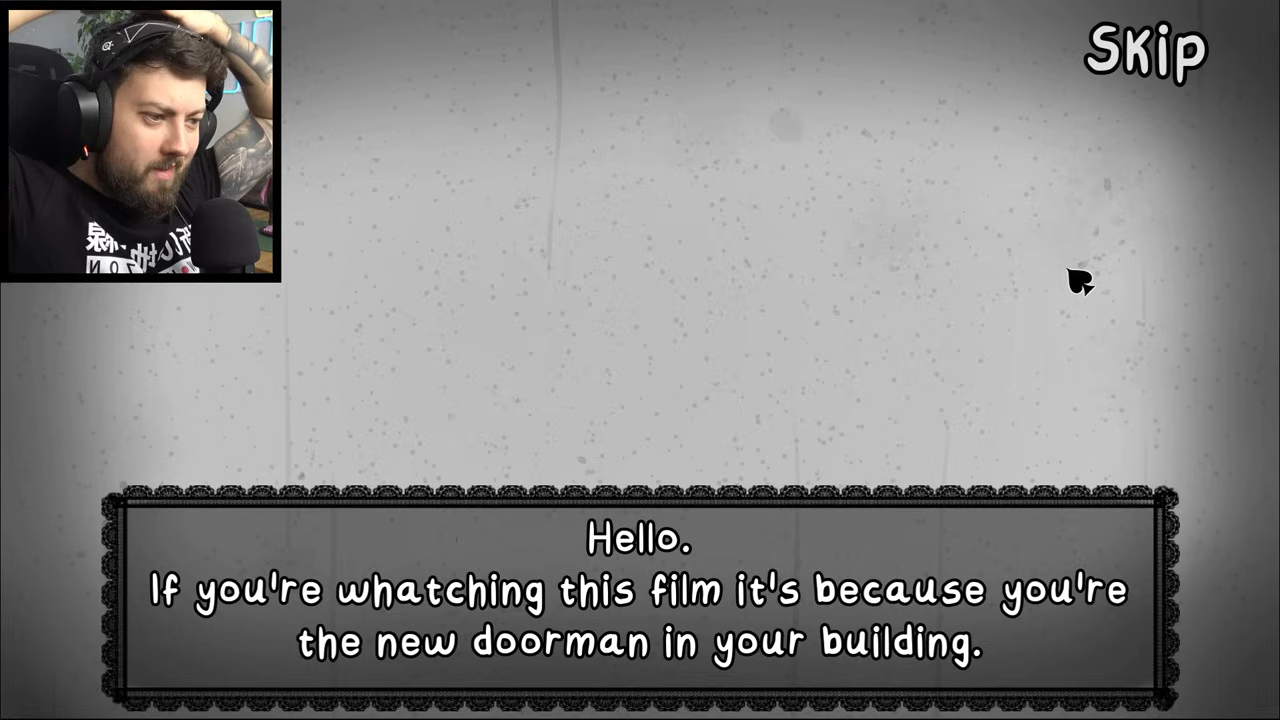 Skip
Hello.
If you're whatching this film it's because you're
the new doorman in your building.